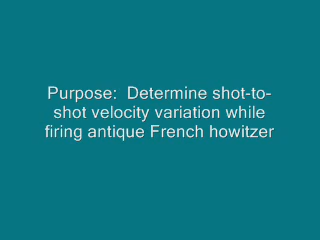 Purpose:  Determine shot-to-
shot velocity variation while
firing antique French howitzer